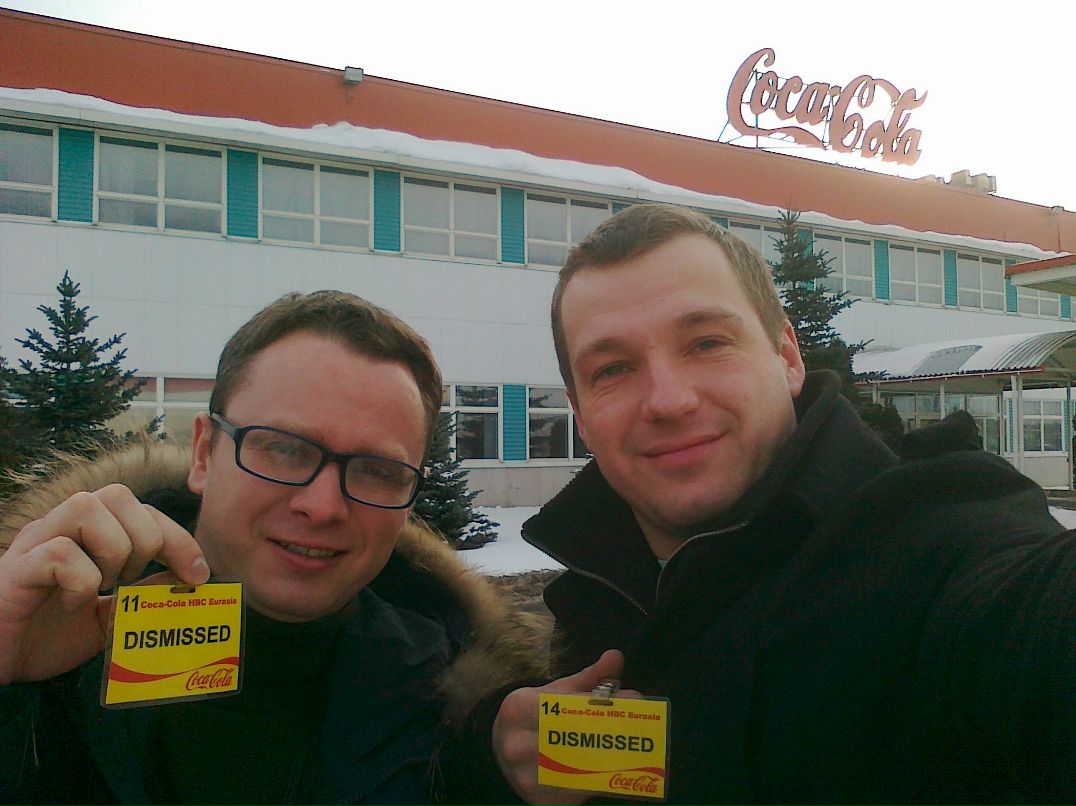 Coca-Cola
11 Coca-Cola HBC Eurasia
DISMISSED
Coca-Cola
14 Coca-Cola HBC Eurasia
DISMISSED
Coca-Cola